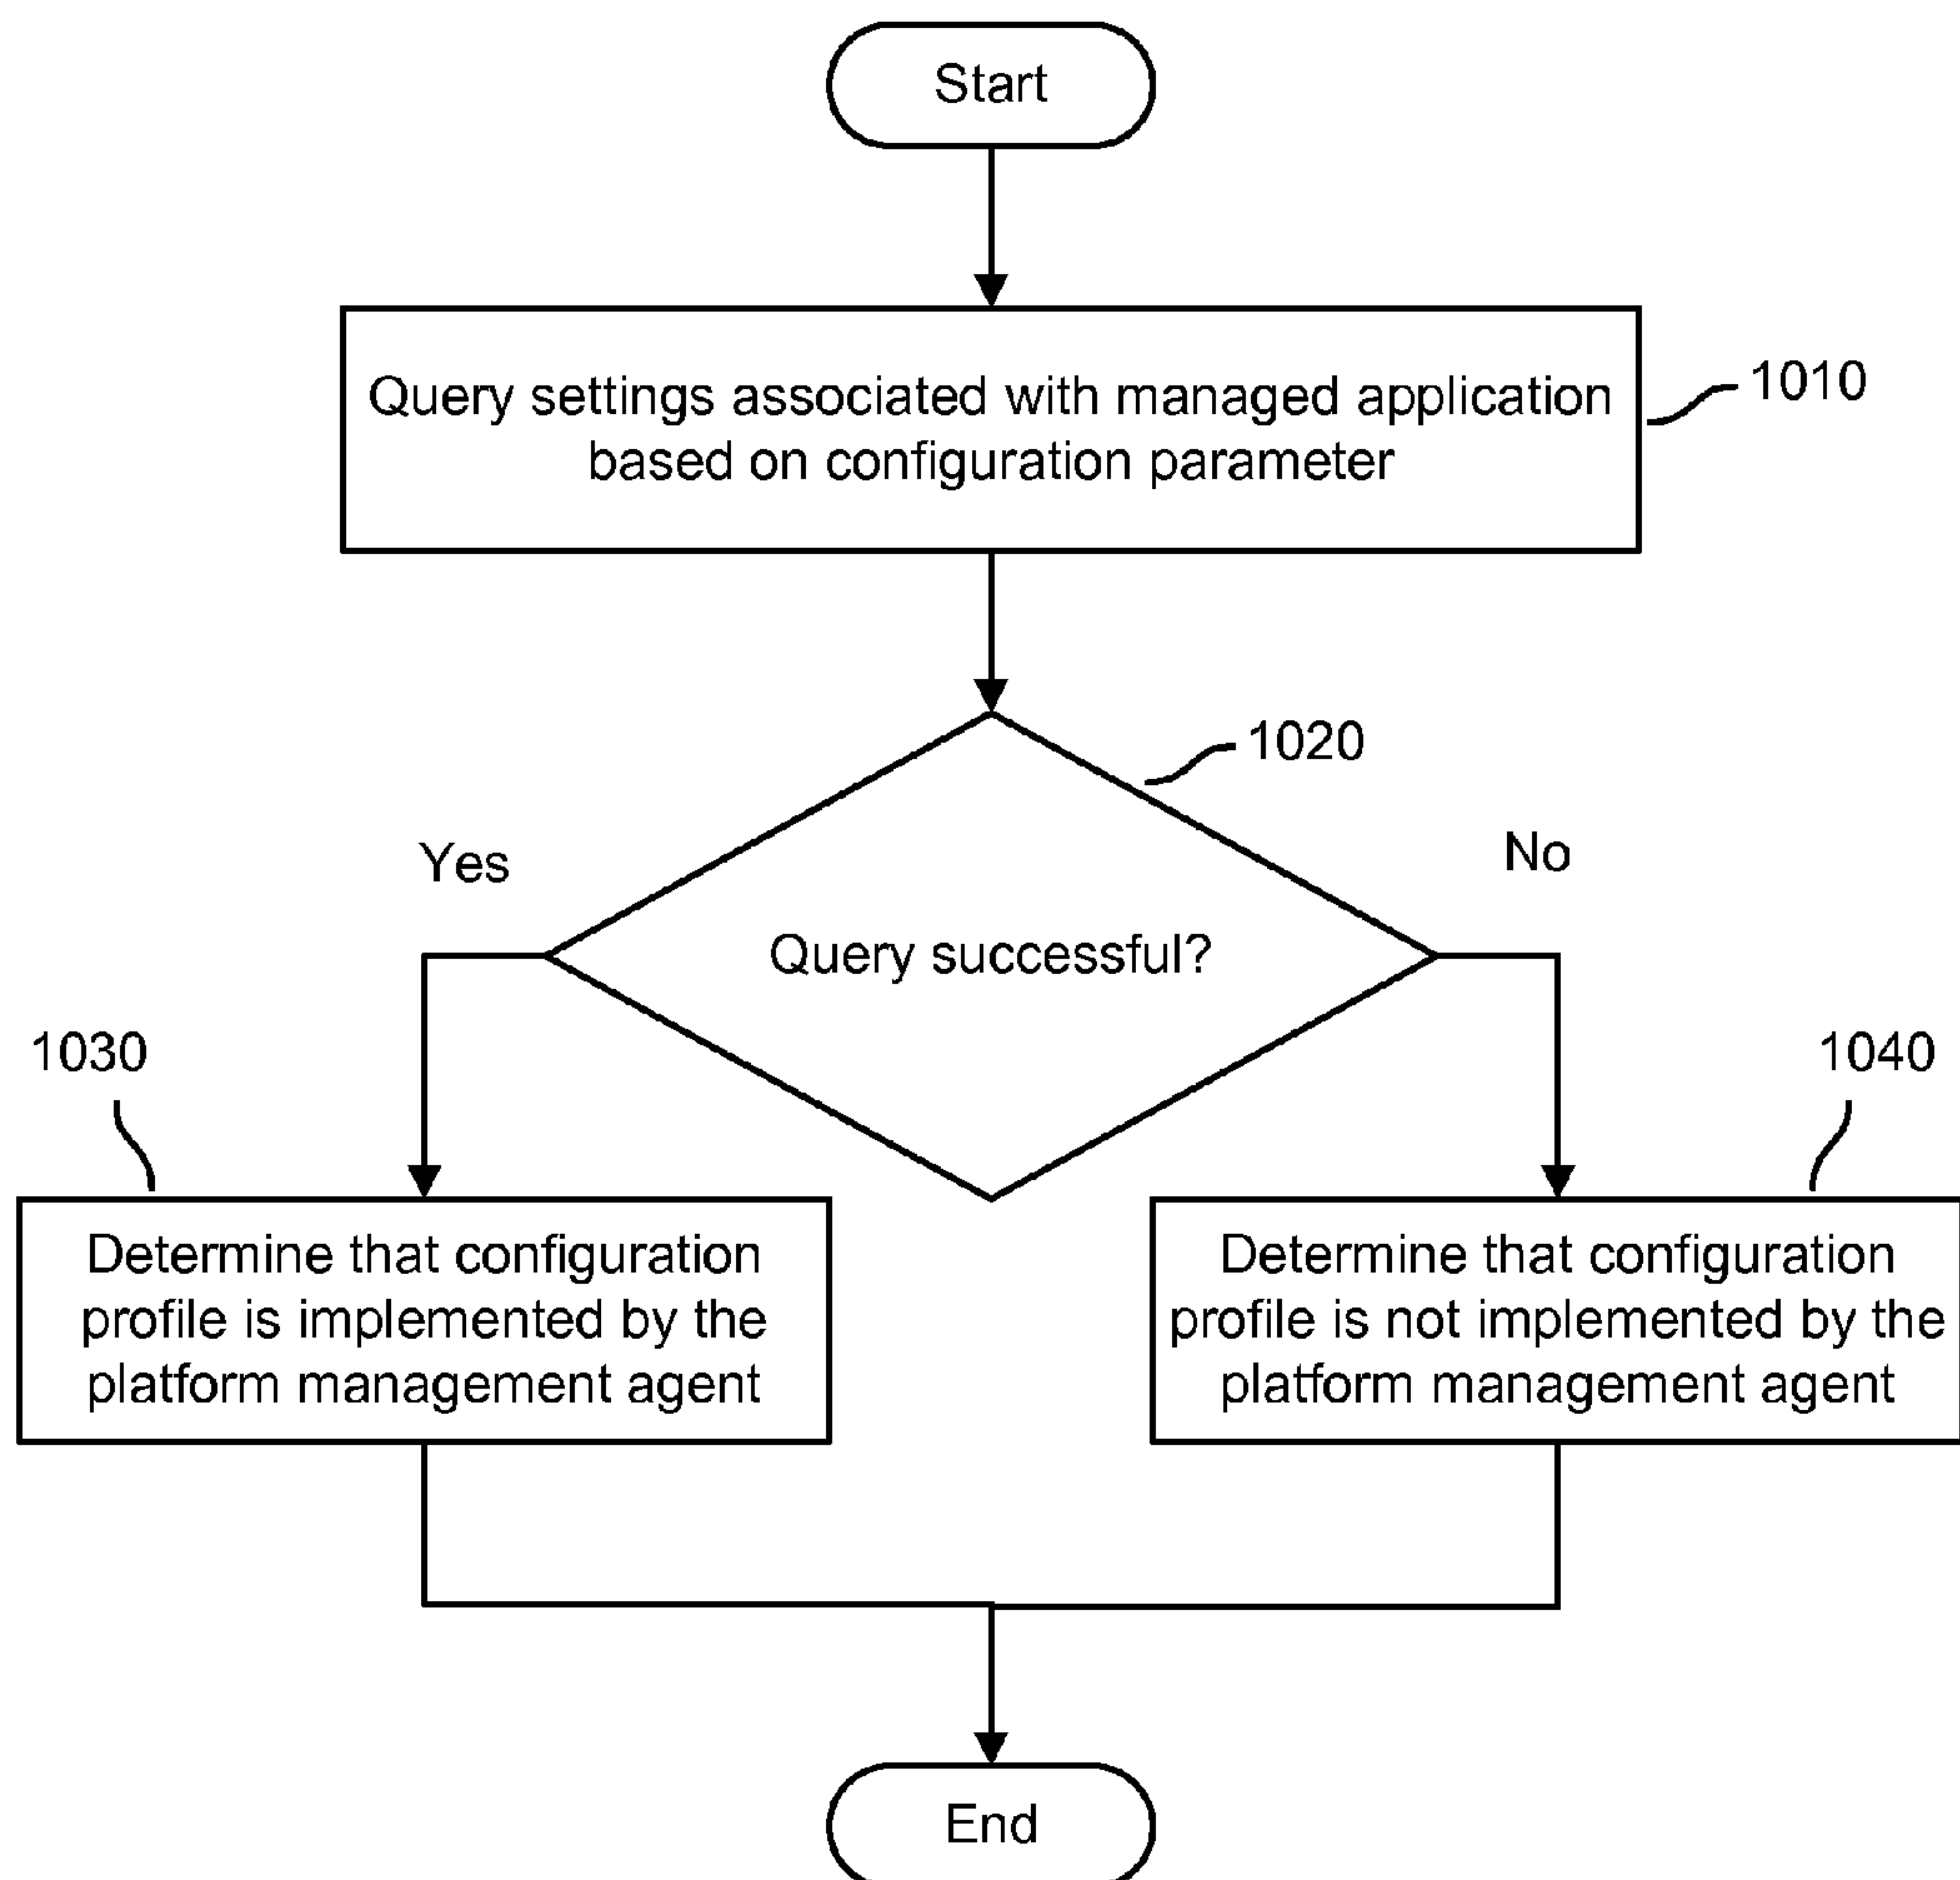 Start
Query settings associated with managed application
based on configuration parameter
1010
1020
Yes
No
Query successful?
1030
1040
Determine that configuration
profile is implemented by the
platform management agent
Determine that configuration
profile is not implemented by the
platform management agent
End